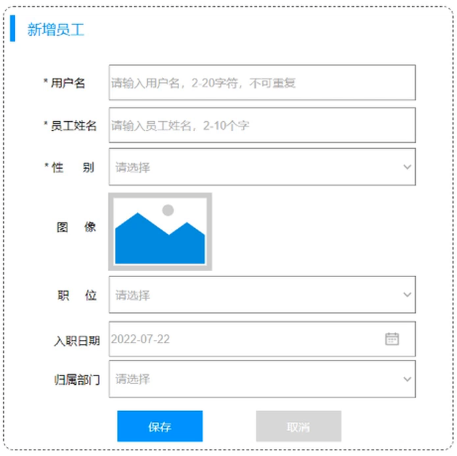 新增员工
* 用户名 请输入用户名，2-20字符，不可重复
* 员工姓名 请输入员工姓名，2-10个字
* 性 别 请选择
图 像
职 位 请选择
入职日期 2022-07-22
归属部门 请选择
保存 取消